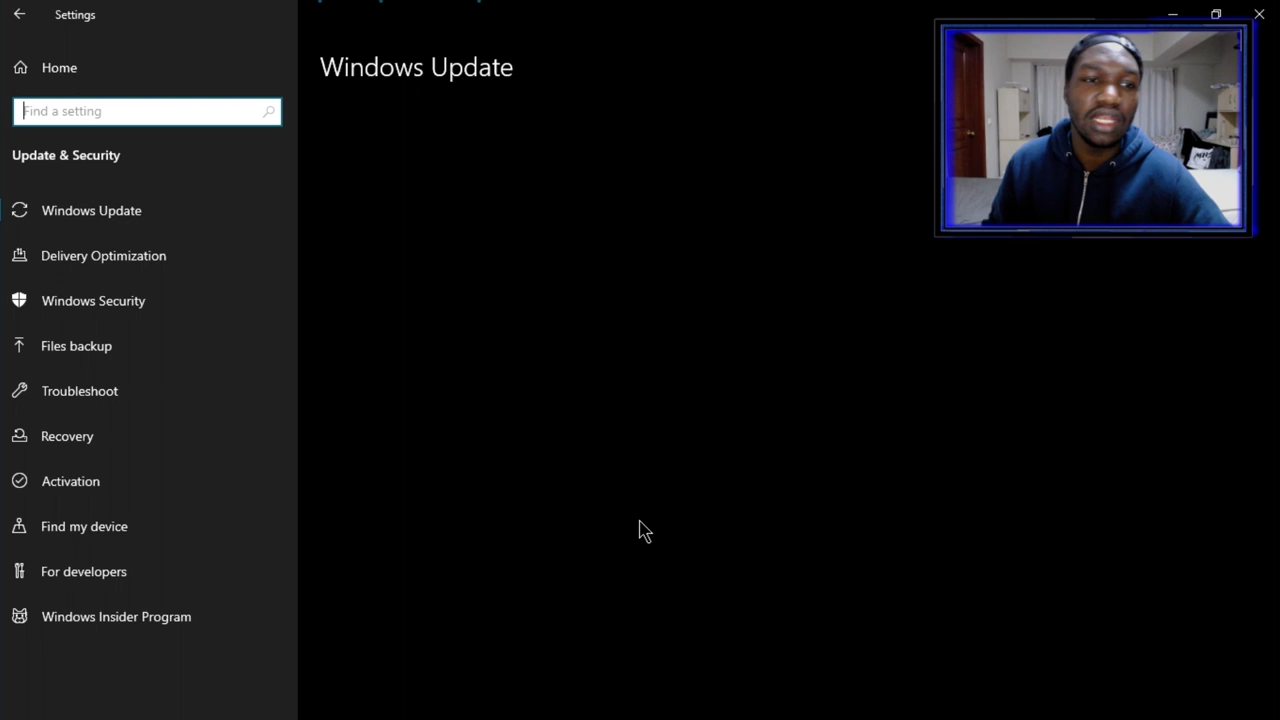 Settings
Home
Find a setting
Update & Security
Windows Update
Delivery Optimization
Windows Security
Files backup
Troubleshoot
Recovery
Activation
Find my device
For developers
Windows Insider Program
Windows Update